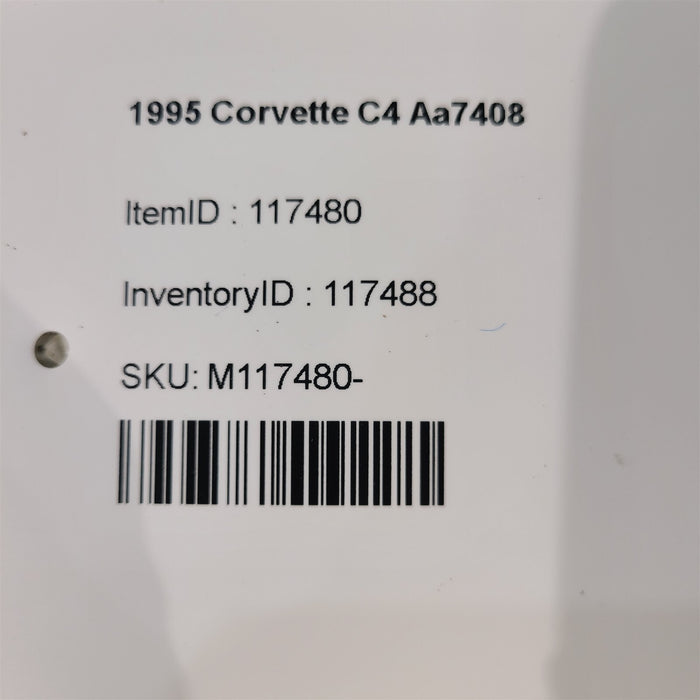 1995 Corvette C4 Aa7408
ItemID : 117480
InventoryID : 117488
SKU: M117480-